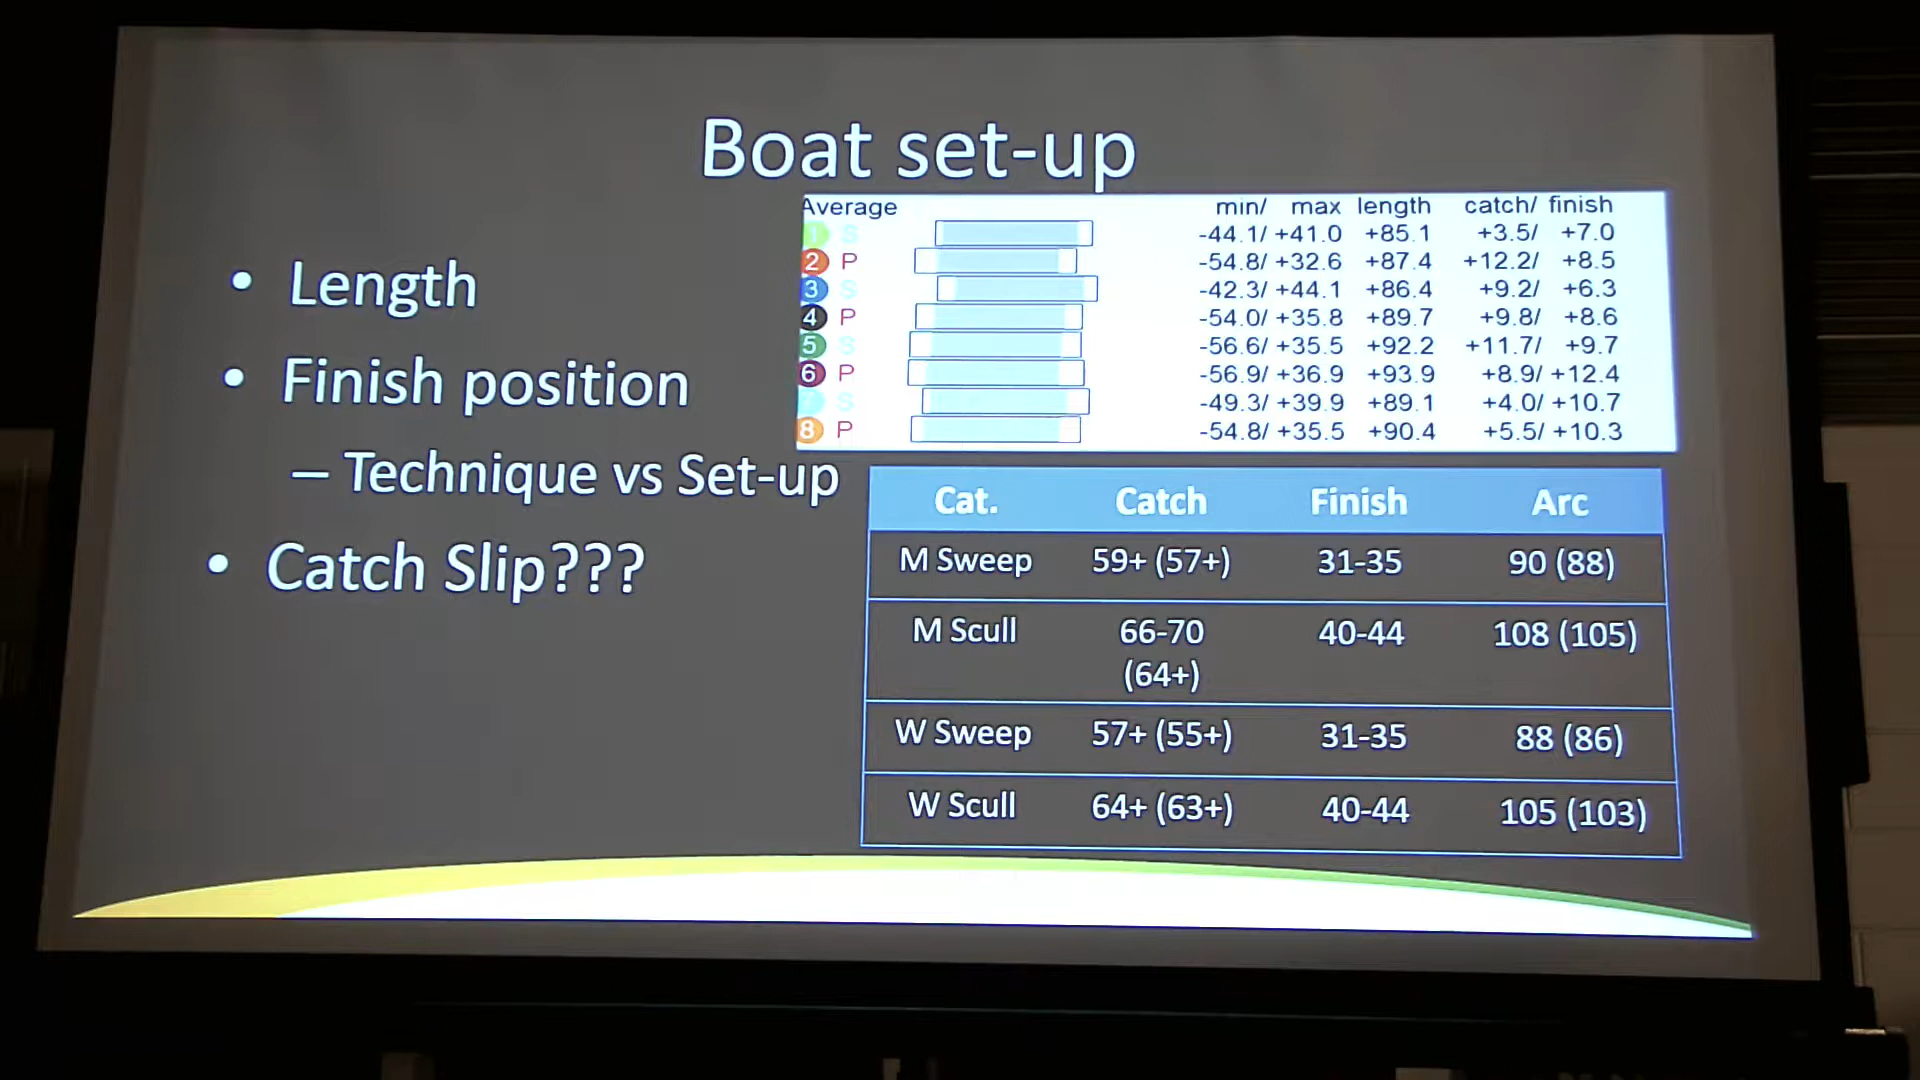 Boat set-up
• Length
• Finish position
– Technique vs Set-up
• Catch Slip???
Average min/ max length catch/ finish
1 S -44.1/ +41.0 +85.1 +3.5/ +7.0
2 P -54.8/ +32.6 +87.4 +12.2/ +8.5
3 S -42.3/ +44.1 +86.4 +9.2/ +6.3
4 P -54.0/ +35.8 +89.7 +9.8/ +8.6
5 S -56.6/ +35.5 +92.2 +11.7/ +9.7
6 P -56.9/ +36.9 +93.9 +8.9/ +12.4
S -49.3/ +39.9 +89.1 +4.0/ +10.7
8 P -54.8/ +35.5 +90.4 +5.5/ +10.3
Cat. Catch Finish Arc
M Sweep 59+ (57+) 31-35 90 (88)
M Scull 66-70 40-44 108 (105)
(64+)
W Sweep 57+ (55+) 31-35 88 (86)
W Scull 64+ (63+) 40-44 105 (103)